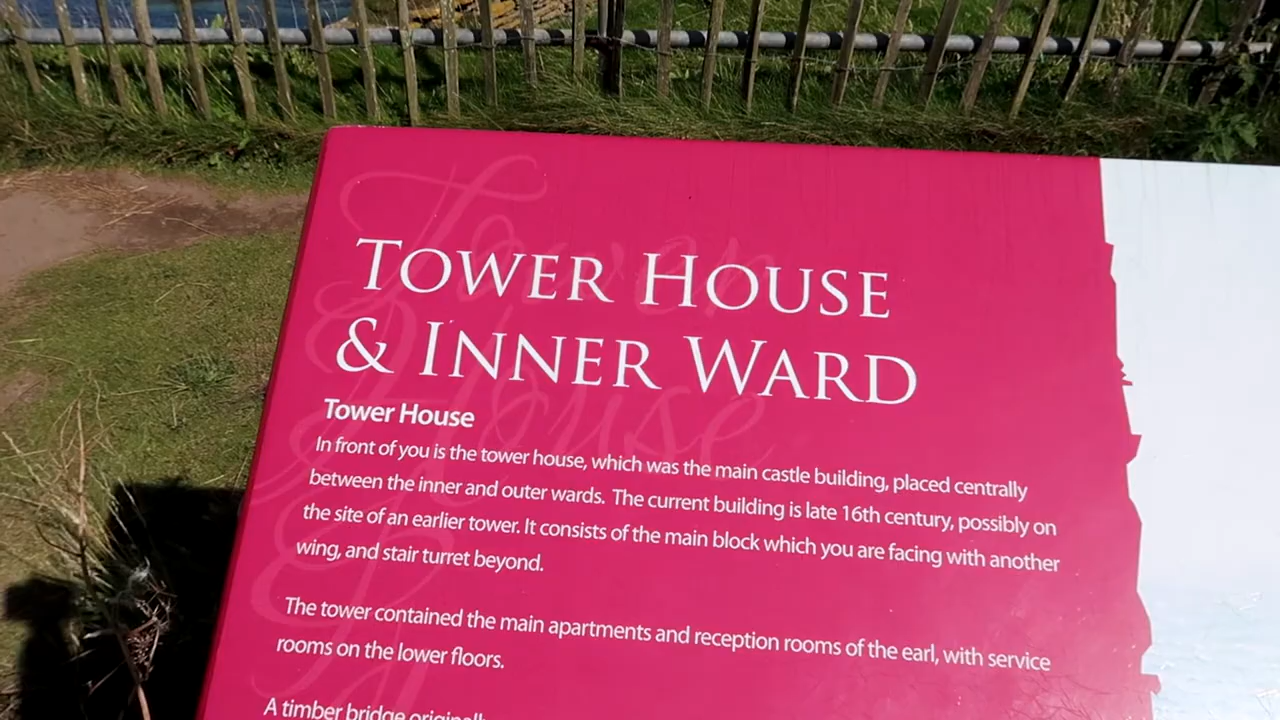 TOWER HOUSE
& INNER WARD
Tower House
In front of you is the tower house, which was the main castle building, placed centrally
between the inner and outer wards. The current building is late 16th century, possibly on
the site of an earlier tower. It consists of the main block which you are facing with another
wing, and stair turret beyond.
The tower contained the main apartments and reception rooms of the earl, with service
rooms on the lower floors.
A timber bridge originally